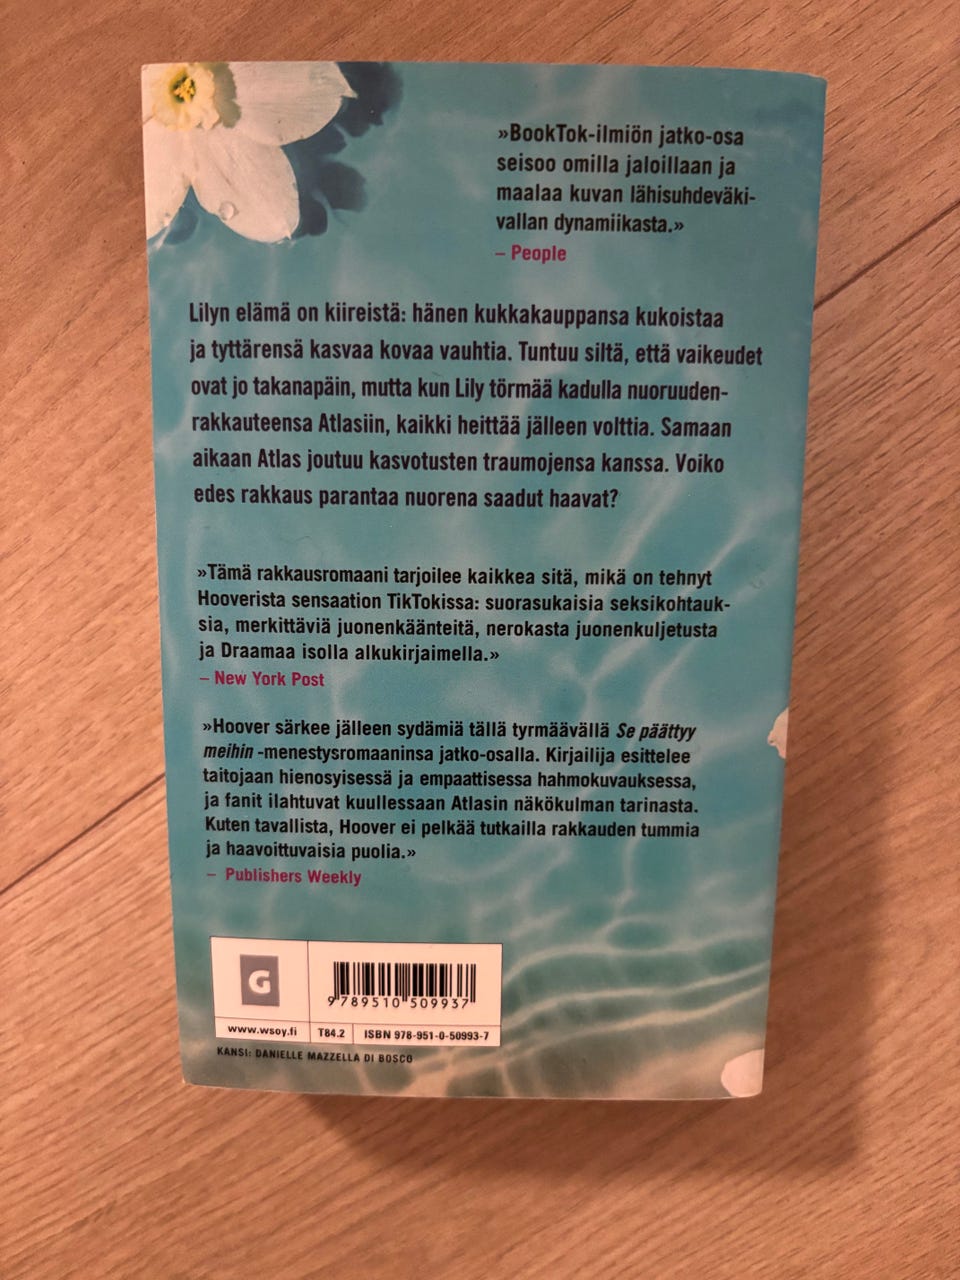 »BookTok-ilmiön jatko-osa
seisoo omilla jaloillaan ja
maalaa kuvan lähisuhdeväki-
vallan dynamiikasta.»
– People
Lilyn elämä on kiireistä: hänen kukkakauppansa kukoistaa
ja tyttärensä kasvaa kovaa vauhtia. Tuntuu siltä, että vaikeudet
ovat jo takanapäin, mutta kun Lily törmää kadulla nuoruuden-
rakkauteensa Atlasiin, kaikki heittää jälleen volttia. Samaan
aikaan Atlas joutuu kasvotusten traumojensa kanssa. Voiko
edes rakkaus parantaa nuorena saadut haavat?
»Tämä rakkausromaani tarjoilee kaikkea sitä, mikä on tehnyt
Hooverista sensaation TikTokissa: suorasukaisia seksikohtauk-
sia, merkittäviä juonenkäänteitä, nerokasta juonenkuljetusta
ja Draamaa isolla alkukirjaimella.»
– New York Post
»Hoover särkee jälleen sydämiä tällä tyrmäävällä Se päättyy
meihin -menestysromaaninsa jatko-osalla. Kirjailija esittelee
taitojaan hienosyisessä ja empaattisessa hahmokuvauksessa,
ja fanit ilahtuvat kuullessaan Atlasin näkökulman tarinasta.
Kuten tavallista, Hoover ei pelkää tutkailla rakkauden tummia
ja haavoittuvaisia puolia.»
– Publishers Weekly
G
9 789510 509937
www.wsoy.fi T84.2 ISBN 978-951-0-50993-7
KANSI: DANIELLE MAZZELLA DI BOSCO